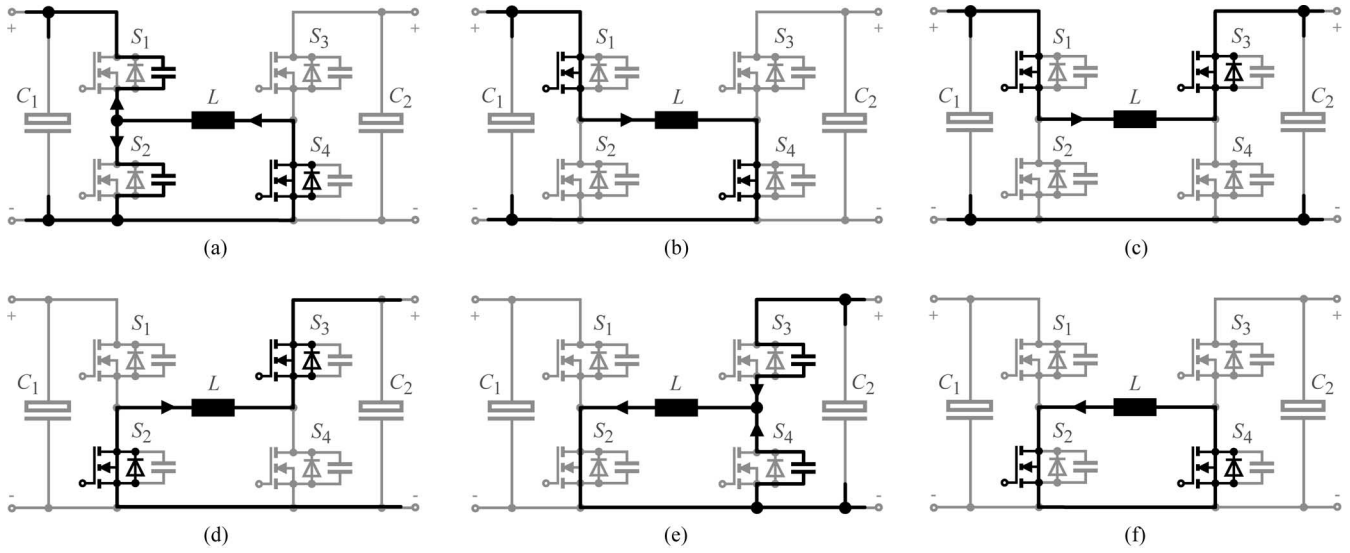 + S₁ S₃ +
C₁ L C₂
S₂ S₄
- -
(a)
+ S₁ S₃ +
C₁ L C₂
S₂ S₄
- -
(b)
+ S₁ S₃ +
C₁ L C₂
S₂ S₄
- -
(c)
+ S₁ S₃ +
C₁ L C₂
S₂ S₄
- -
(d)
+ S₁ S₃ +
C₁ L C₂
S₂ S₄
- -
(e)
+ S₁ S₃ +
C₁ L C₂
S₂ S₄
- -
(f)